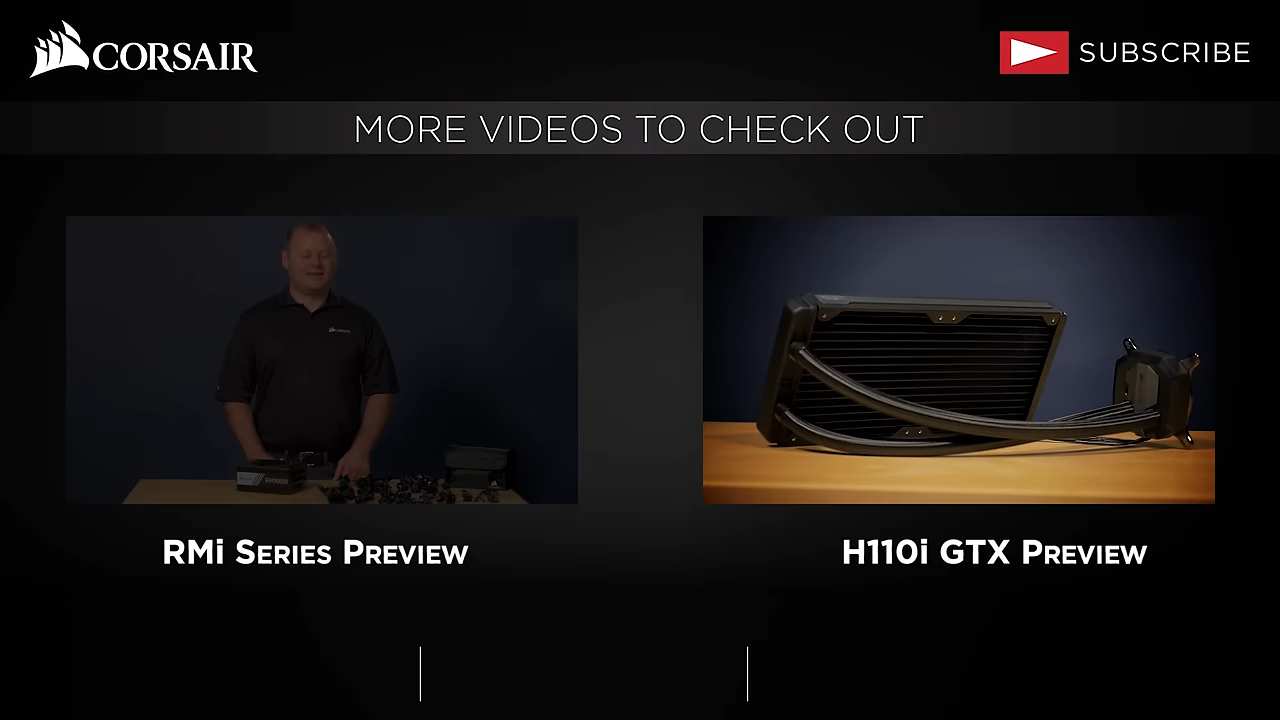 CORSAIR
SUBSCRIBE
MORE VIDEOS TO CHECK OUT
RMi SERIES PREVIEW
H110i GTX PREVIEW